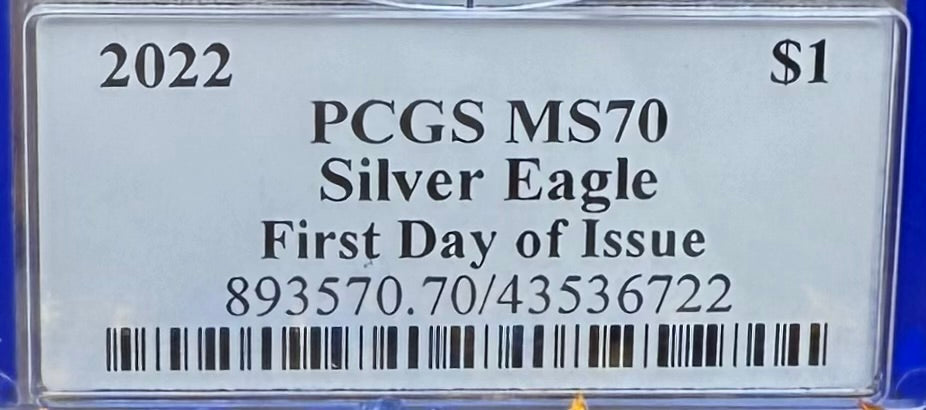 2022 $1
PCGS MS70
Silver Eagle
First Day of Issue
893570.70/43536722